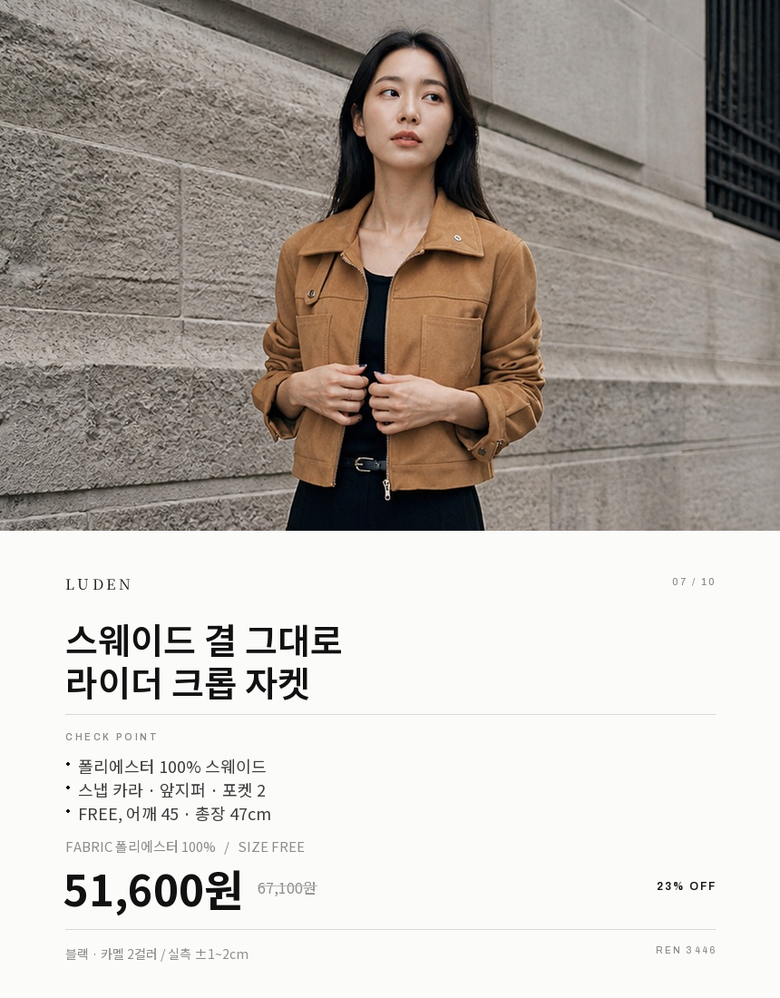 LUDEN
07 / 10
스웨이드 결 그대로
라이더 크롭 자켓
CHECK POINT
• 폴리에스터 100% 스웨이드
• 스냅 카라 · 앞지퍼 · 포켓 2
• FREE, 어깨 45 · 총장 47cm
FABRIC 폴리에스터 100% / SIZE FREE
51,600원 67,100원
23% OFF
블랙 · 카멜 2컬러 / 실측 ±1~2cm
REN 3446